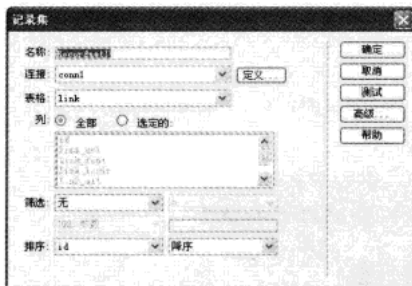 记录集
确定
名称:
取消
连接: conn1 定义...
测试
表格: link
高级...
列: 全部 选定的:
帮助
id
筛选: 无
排序: id 降序